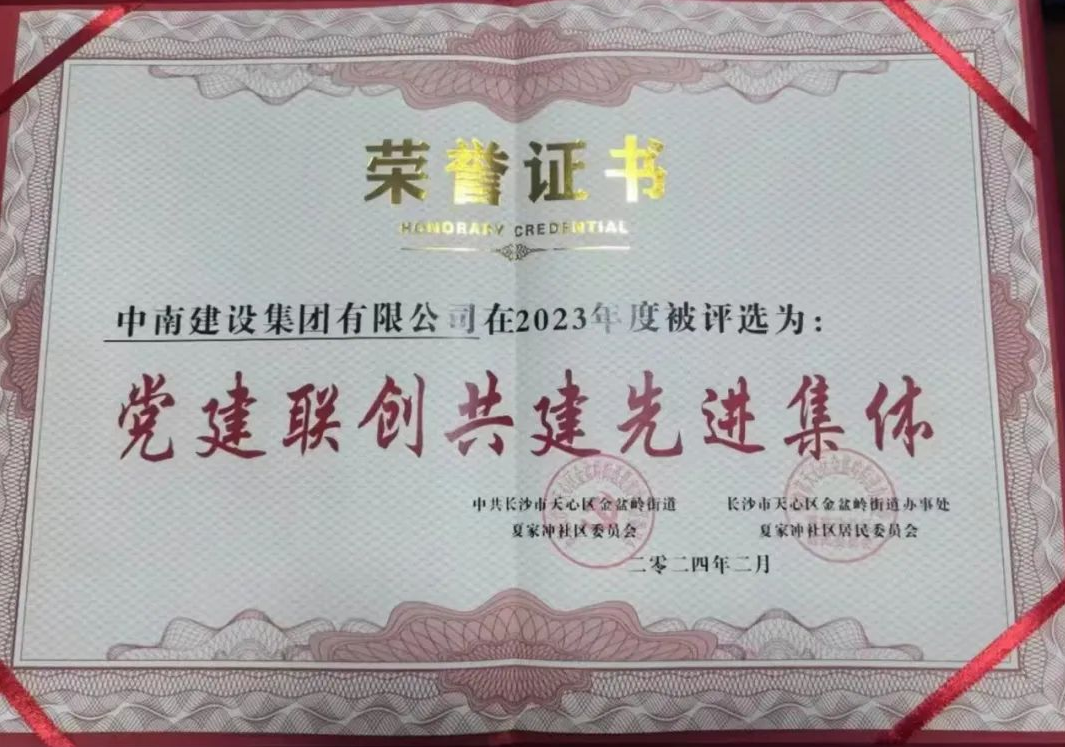 荣誉证书
HONORARY CREDENTIAL
中南建设集团有限公司在2023年度被评选为：
党建联创共建先进集体
中共长沙市天心区金盆岭街道
夏家冲社区委员会
长沙市天心区金盆岭街道办事处
夏家冲社区居民委员会
二零二四年二月